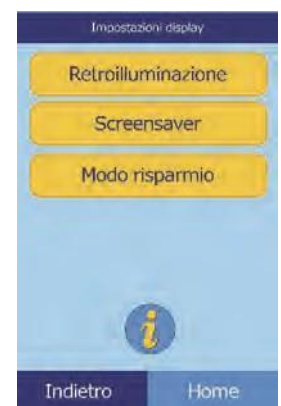 Impostazioni display
Retroilluminazione
Screensaver
Modo risparmio
i
Indietro Home